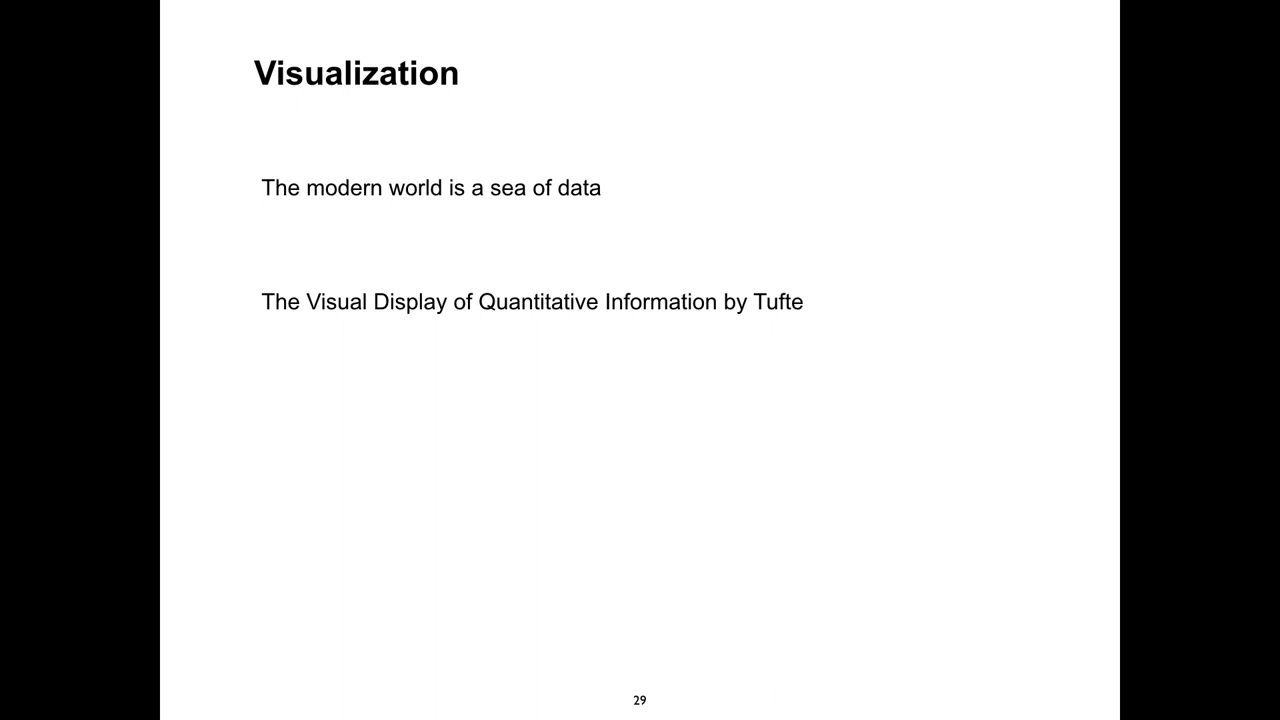 Visualization
The modern world is a sea of data
The Visual Display of Quantitative Information by Tufte
29